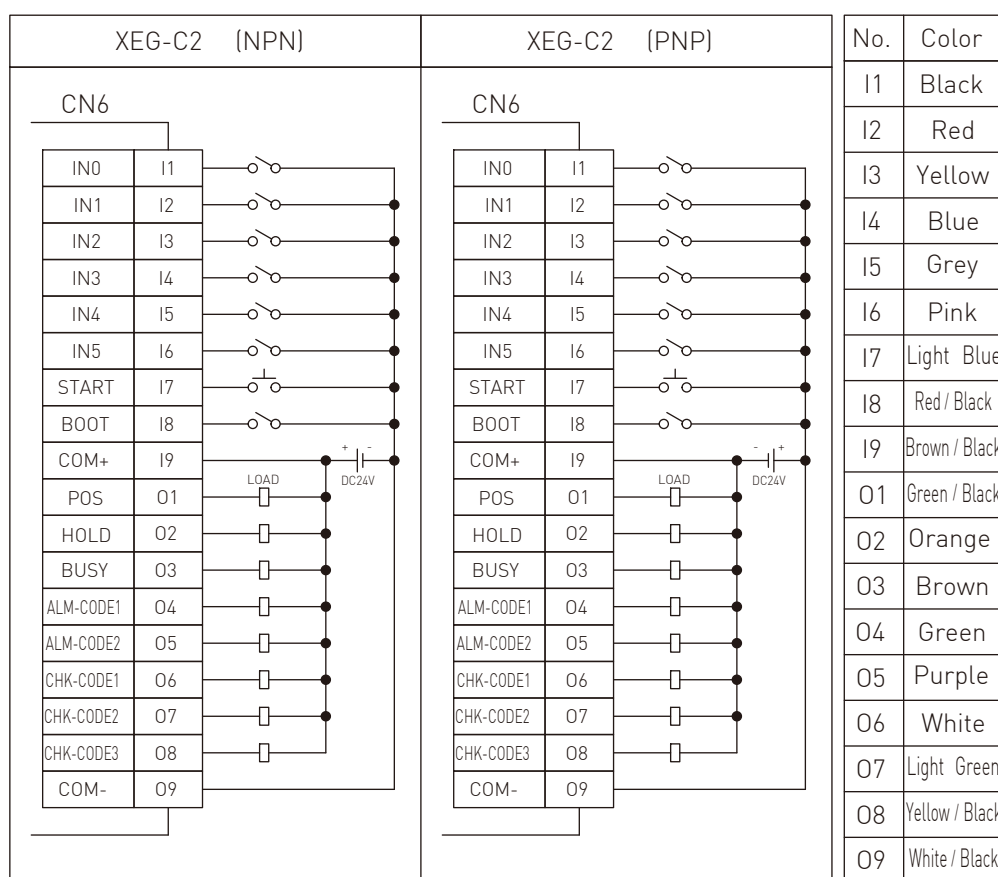 XEG-C2 (NPN)
CN6
IN0 I1
IN1 I2
IN2 I3
IN3 I4
IN4 I5
IN5 I6
START I7
BOOT I8
COM+ I9
POS O1
HOLD O2
BUSY O3
ALM-CODE1 O4
ALM-CODE2 O5
CHK-CODE1 O6
CHK-CODE2 O7
CHK-CODE3 O8
COM- O9
+ -
DC24V
LOAD
XEG-C2 (PNP)
CN6
IN0 I1
IN1 I2
IN2 I3
IN3 I4
IN4 I5
IN5 I6
START I7
BOOT I8
COM+ I9
POS O1
HOLD O2
BUSY O3
ALM-CODE1 O4
ALM-CODE2 O5
CHK-CODE1 O6
CHK-CODE2 O7
CHK-CODE3 O8
COM- O9
- +
DC24V
LOAD
No. Color
I1 Black
I2 Red
I3 Yellow
I4 Blue
I5 Grey
I6 Pink
I7 Light Blue
I8 Red / Black
I9 Brown / Black
O1 Green / Black
O2 Orange
O3 Brown
O4 Green
O5 Purple
O6 White
O7 Light Green
O8 Yellow / Black
O9 White / Black